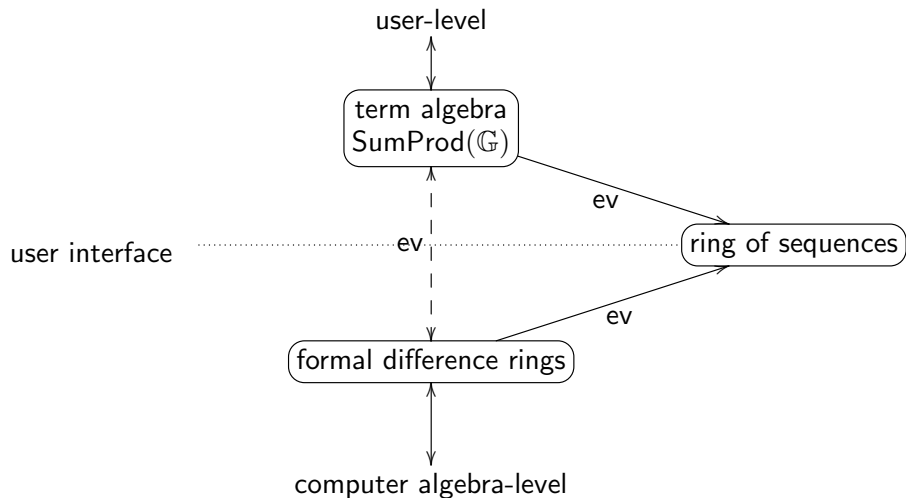 user-level
term algebra
SumProd(𝔾)
ev
ring of sequences
ev
user interface
ev
formal difference rings
computer algebra-level